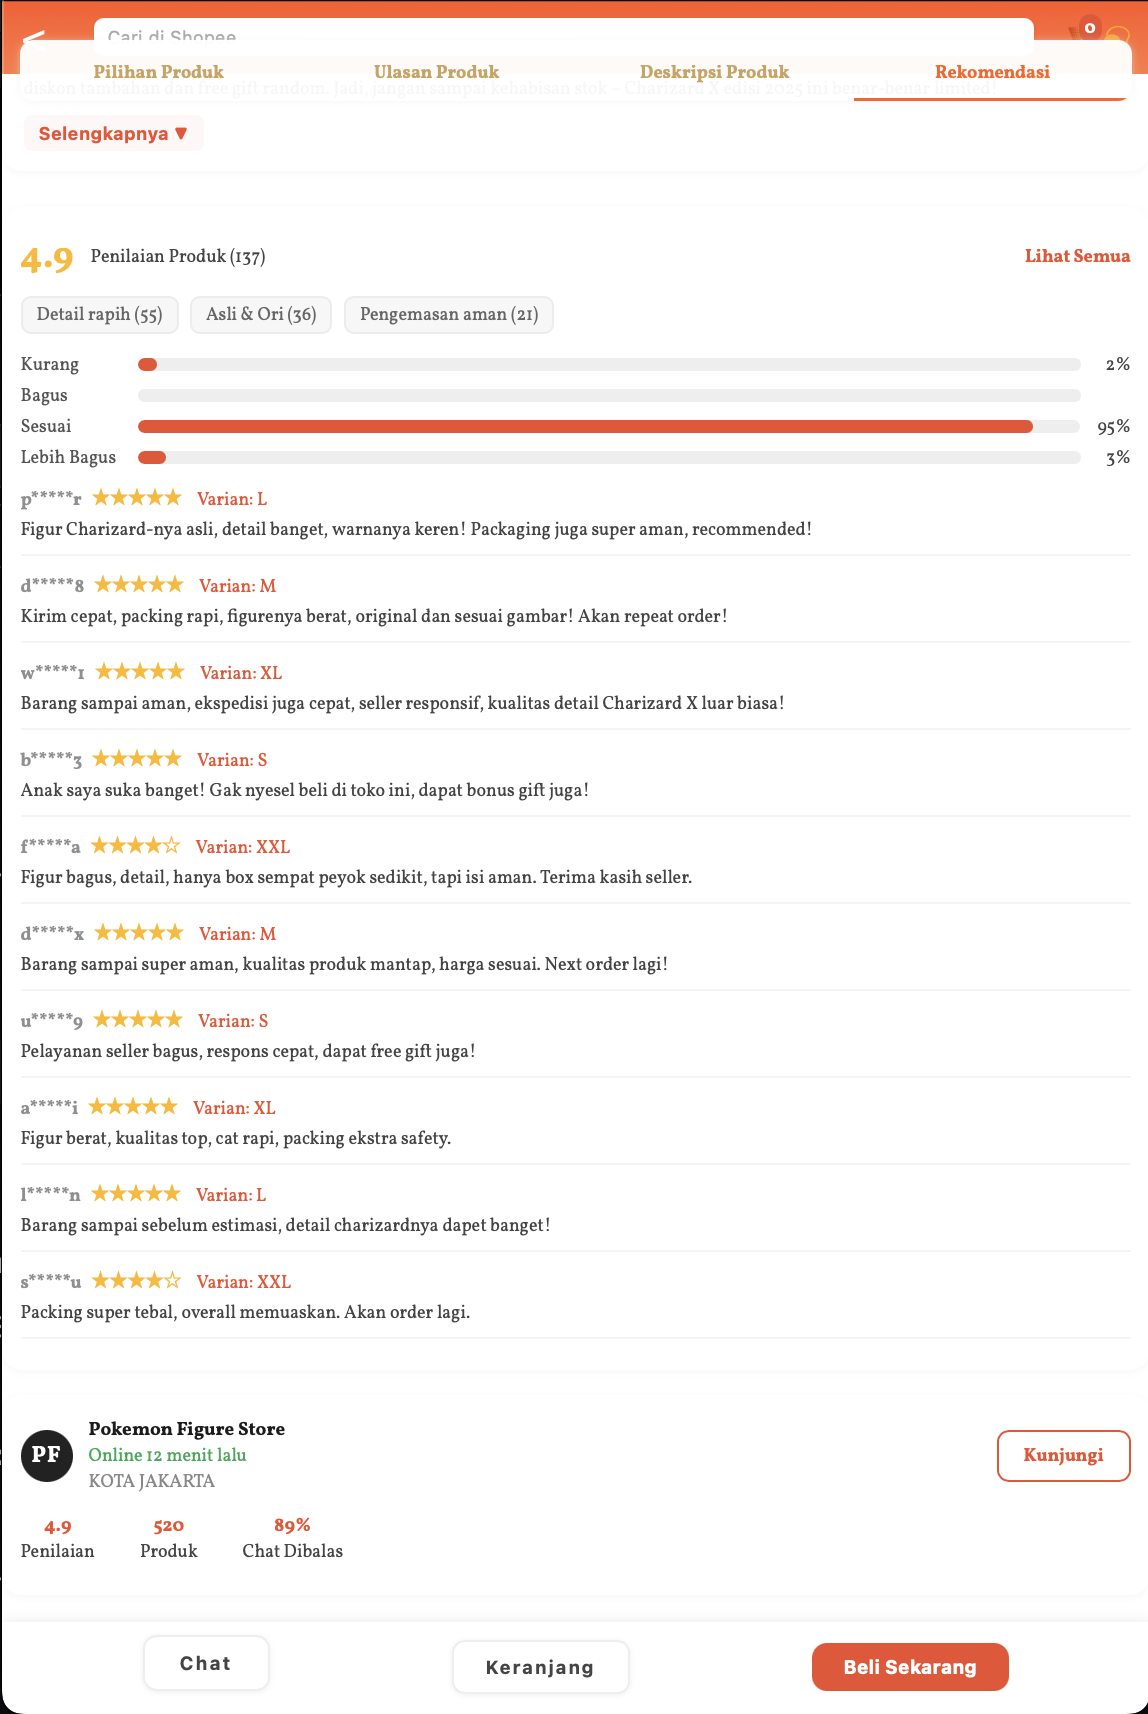 <
Cari di Shopee
0
Pilihan Produk
Ulasan Produk
Deskripsi Produk
Rekomendasi
diskon tambahan dan free gift random. Jadi, jangan sampai kehabisan stok – Charizard X edisi 2025 ini benar-benar limited!
Selengkapnya ▼
4.9 Penilaian Produk (137)
Lihat Semua
Detail rapih (55)
Asli & Ori (36)
Pengemasan aman (21)
Kurang 2%
Bagus
Sesuai 95%
Lebih Bagus 3%
p*****r ★★★★★ Varian: L
Figur Charizard-nya asli, detail banget, warnanya keren! Packaging juga super aman, recommended!
d*****8 ★★★★★ Varian: M
Kirim cepat, packing rapi, figurenya berat, original dan sesuai gambar! Akan repeat order!
w*****1 ★★★★★ Varian: XL
Barang sampai aman, ekspedisi juga cepat, seller responsif, kualitas detail Charizard X luar biasa!
b*****3 ★★★★★ Varian: S
Anak saya suka banget! Gak nyesel beli di toko ini, dapat bonus gift juga!
f*****a ★★★★☆ Varian: XXL
Figur bagus, detail, hanya box sempat peyok sedikit, tapi isi aman. Terima kasih seller.
d*****x ★★★★★ Varian: M
Barang sampai super aman, kualitas produk mantap, harga sesuai. Next order lagi!
u*****9 ★★★★★ Varian: S
Pelayanan seller bagus, respons cepat, dapat free gift juga!
a*****i ★★★★★ Varian: XL
Figur berat, kualitas top, cat rapi, packing ekstra safety.
l*****n ★★★★★ Varian: L
Barang sampai sebelum estimasi, detail charizardnya dapet banget!
s*****u ★★★★☆ Varian: XXL
Packing super tebal, overall memuaskan. Akan order lagi.
PF
Pokemon Figure Store
Online 12 menit lalu
KOTA JAKARTA
Kunjungi
4.9 520 89%
Penilaian Produk Chat Dibalas
Chat
Keranjang
Beli Sekarang